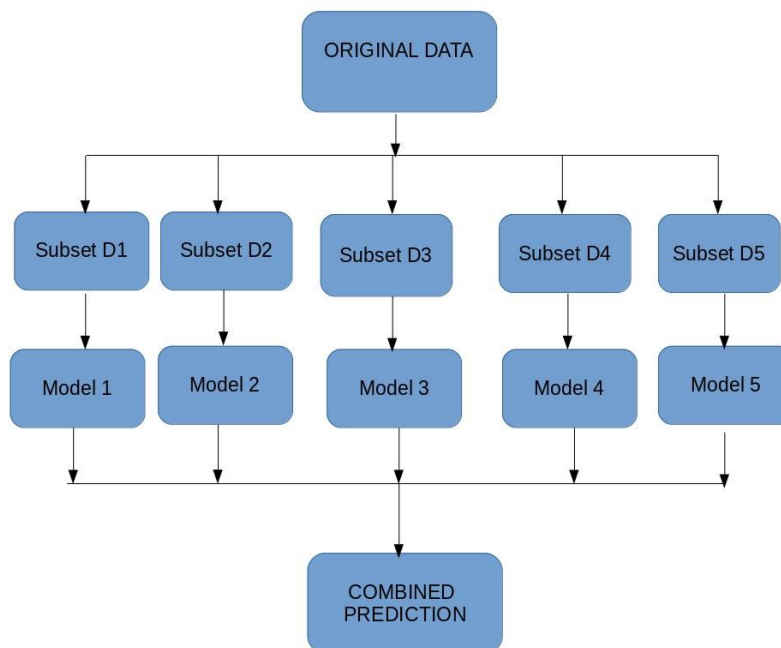 ORIGINAL DATA
Subset D1
Subset D2
Subset D3
Subset D4
Subset D5
Model 1
Model 2
Model 3
Model 4
Model 5
COMBINED
PREDICTION